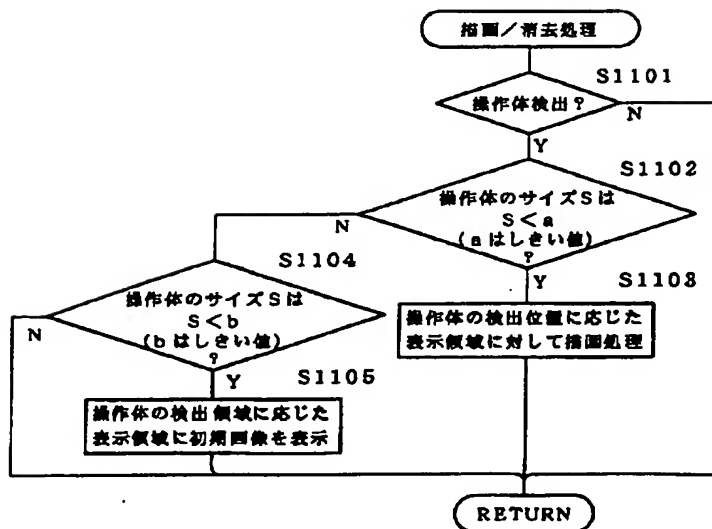 描画／消去処理
S1101
操作体検出？
N
Y
S1102
操作体のサイズSは
S＜a
(aはしきい値)
？
N
Y
S1103
操作体の検出位置に応じた
表示領域に対して描画処理
S1104
操作体のサイズSは
S＜b
(bはしきい値)
？
N
Y
S1105
操作体の検出領域に応じた
表示領域に初期画像を表示
RETURN